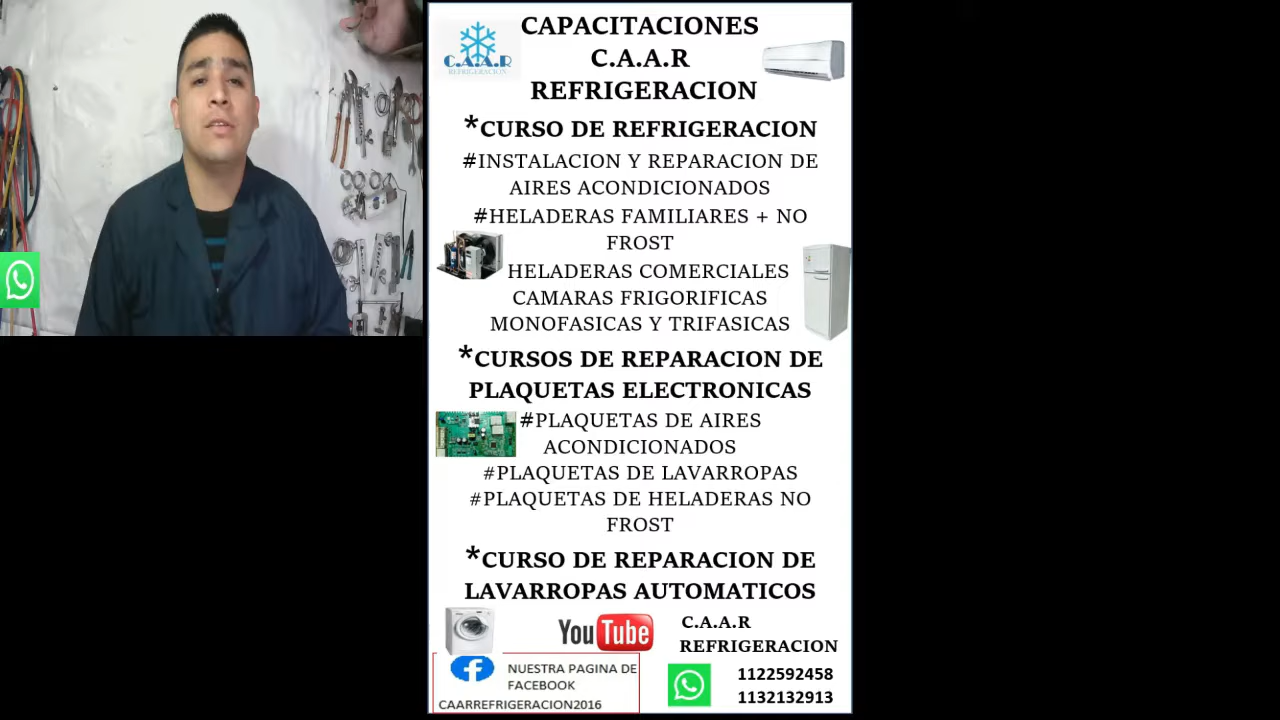 CAPACITACIONES
C.A.A.R
REFRIGERACION
C.A.A.R
REFRIGERACION
*CURSO DE REFRIGERACION
#INSTALACION Y REPARACION DE
AIRES ACONDICIONADOS
#HELADERAS FAMILIARES + NO
FROST
HELADERAS COMERCIALES
CAMARAS FRIGORIFICAS
MONOFASICAS Y TRIFASICAS
*CURSOS DE REPARACION DE
PLAQUETAS ELECTRONICAS
#PLAQUETAS DE AIRES
ACONDICIONADOS
#PLAQUETAS DE LAVARROPAS
#PLAQUETAS DE HELADERAS NO
FROST
*CURSO DE REPARACION DE
LAVARROPAS AUTOMATICOS
YouTube
C.A.A.R
REFRIGERACION
NUESTRA PAGINA DE
FACEBOOK
CAARREFRIGERACION2016
1122592458
1132132913